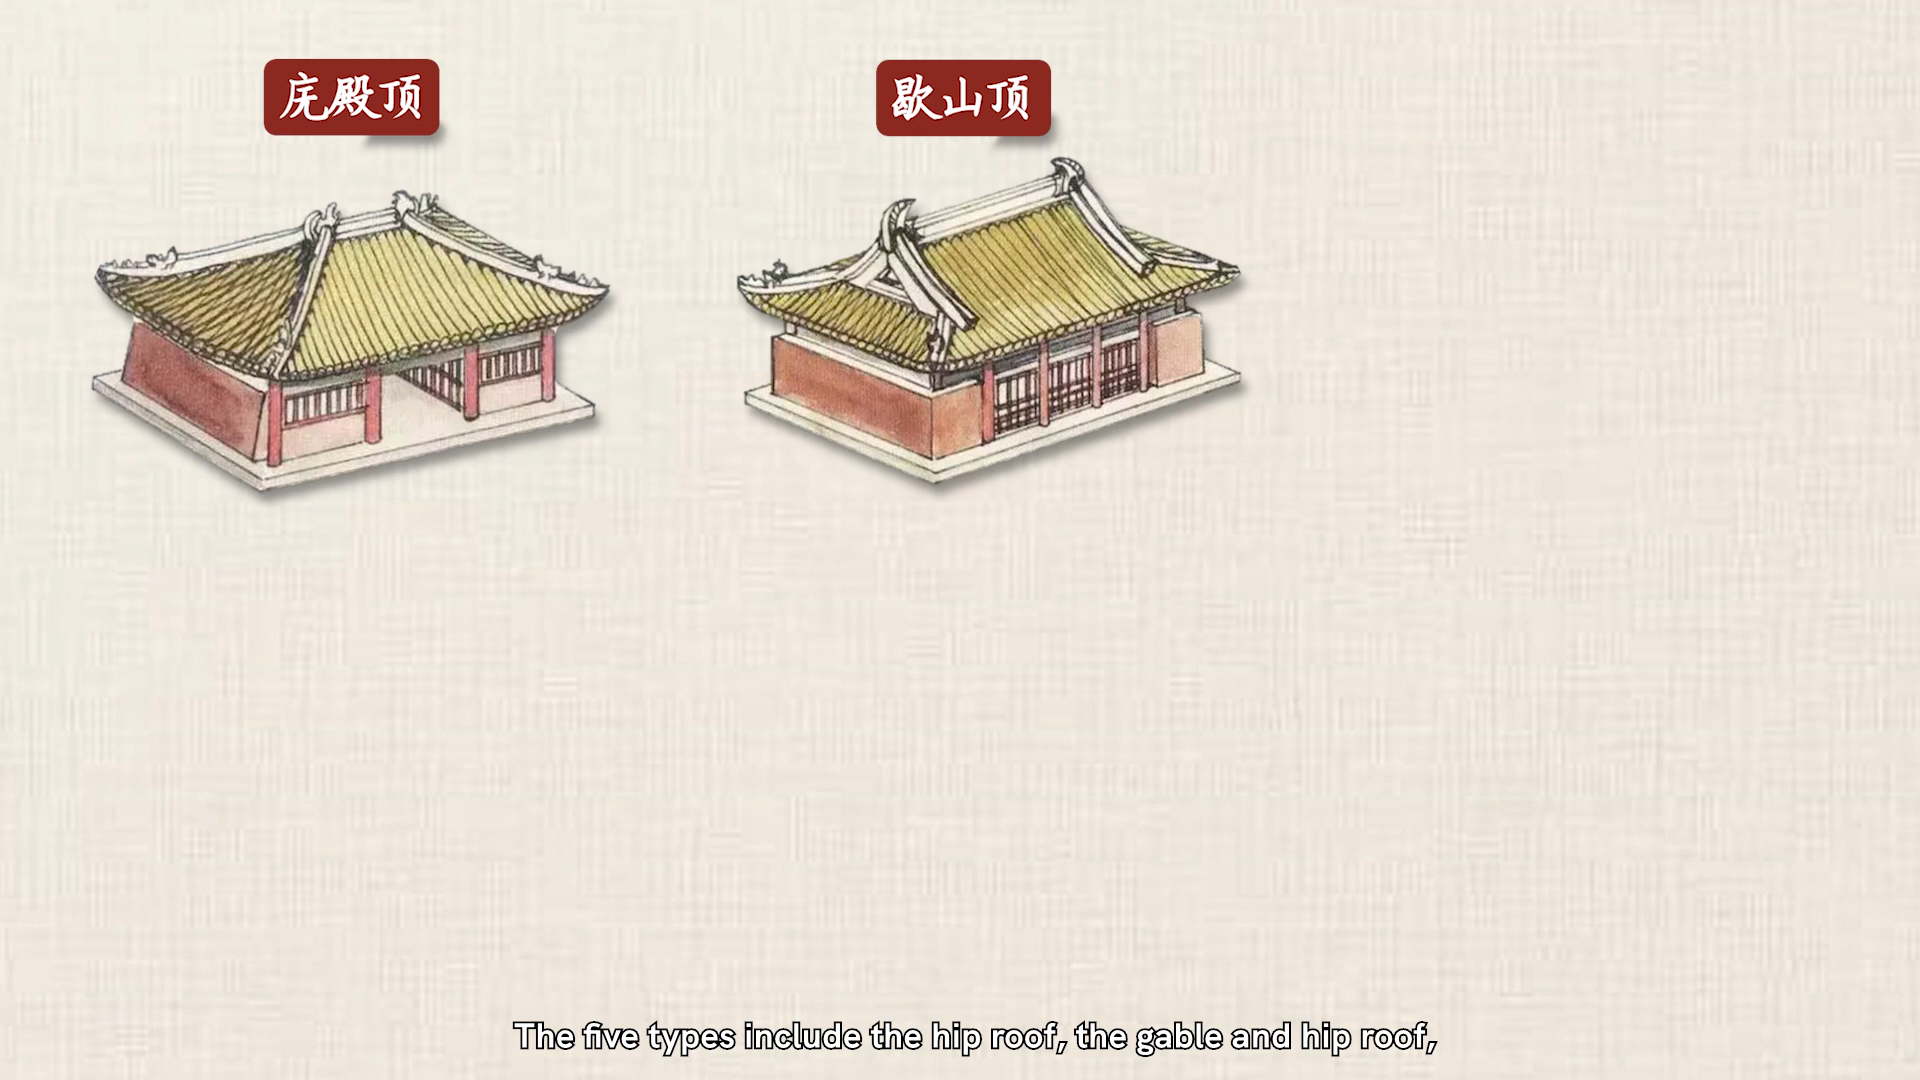 庑殿顶
歇山顶
The five types include the hip roof, the gable and hip roof,